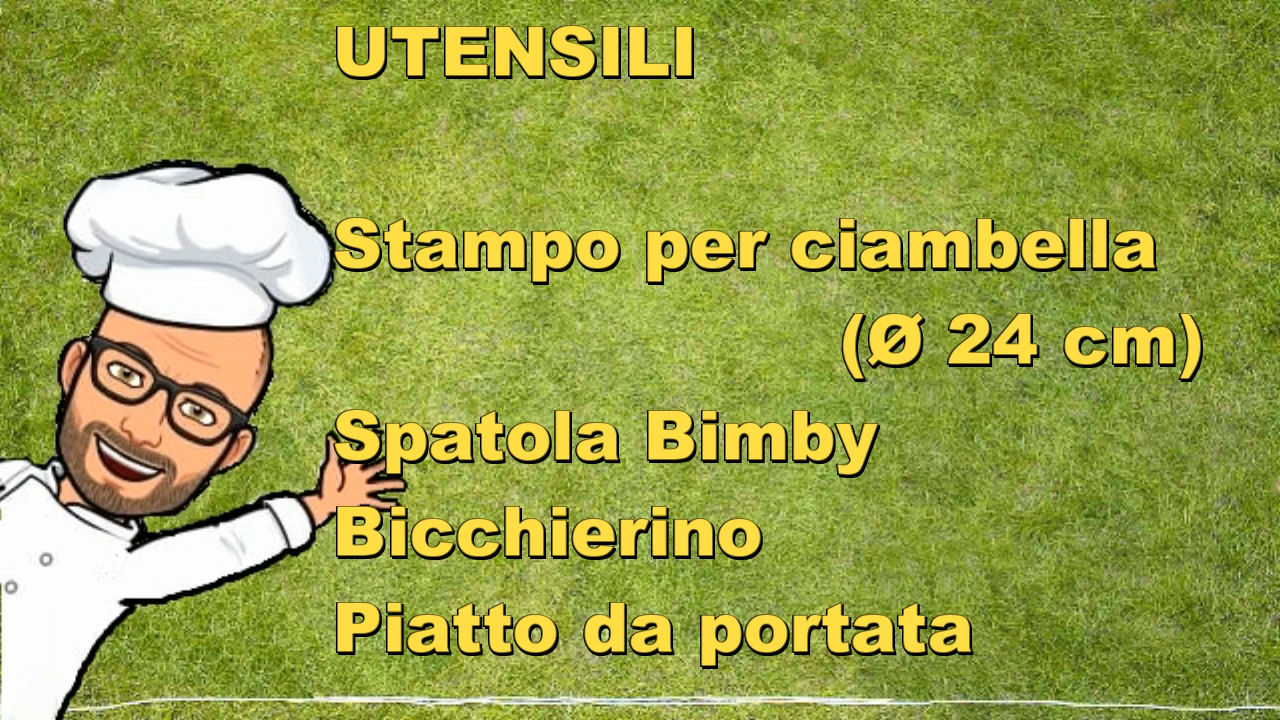 UTENSILI
Stampo per ciambella
(Ø 24 cm)
Spatola Bimby
Bicchierino
Piatto da portata